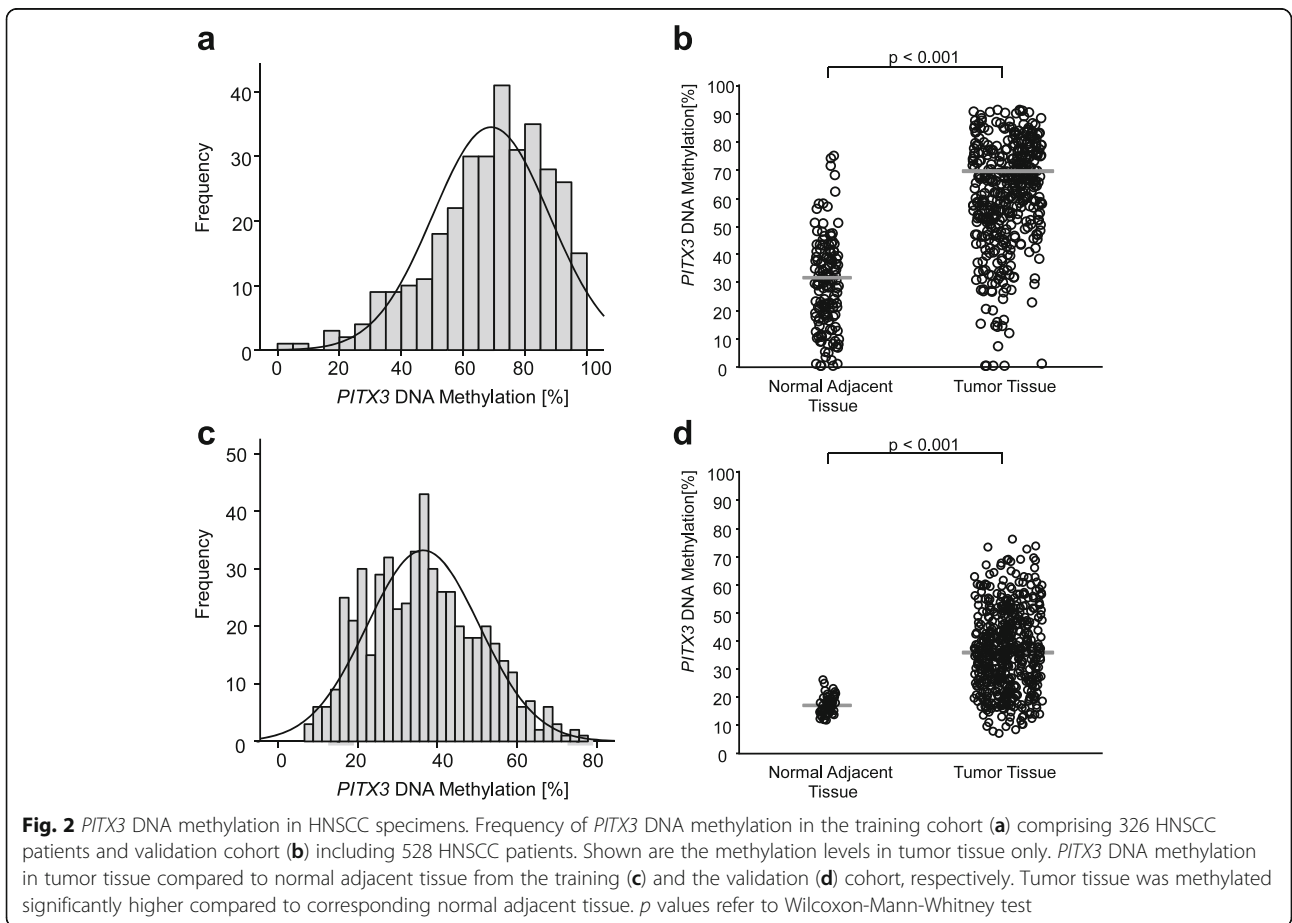 a
40
30
20
10
0
Frequency
0 20 40 60 80 100
PITX3 DNA Methylation [%]
b
p < 0.001
100
90
80
70
60
50
40
30
20
10
0
PITX3 DNA Methylation[%]
Normal Adjacent
Tissue
Tumor Tissue
c
50
40
30
20
10
0
Frequency
0 20 40 60 80
PITX3 DNA Methylation [%]
d
p < 0.001
100
90
80
70
60
50
40
30
20
10
0
PITX3 DNA Methylation[%]
Normal Adjacent
Tissue
Tumor Tissue
Fig. 2 PITX3 DNA methylation in HNSCC specimens. Frequency of PITX3 DNA methylation in the training cohort (a) comprising 326 HNSCC
patients and validation cohort (b) including 528 HNSCC patients. Shown are the methylation levels in tumor tissue only. PITX3 DNA methylation
in tumor tissue compared to normal adjacent tissue from the training (c) and the validation (d) cohort, respectively. Tumor tissue was methylated
significantly higher compared to corresponding normal adjacent tissue. p values refer to Wilcoxon-Mann-Whitney test